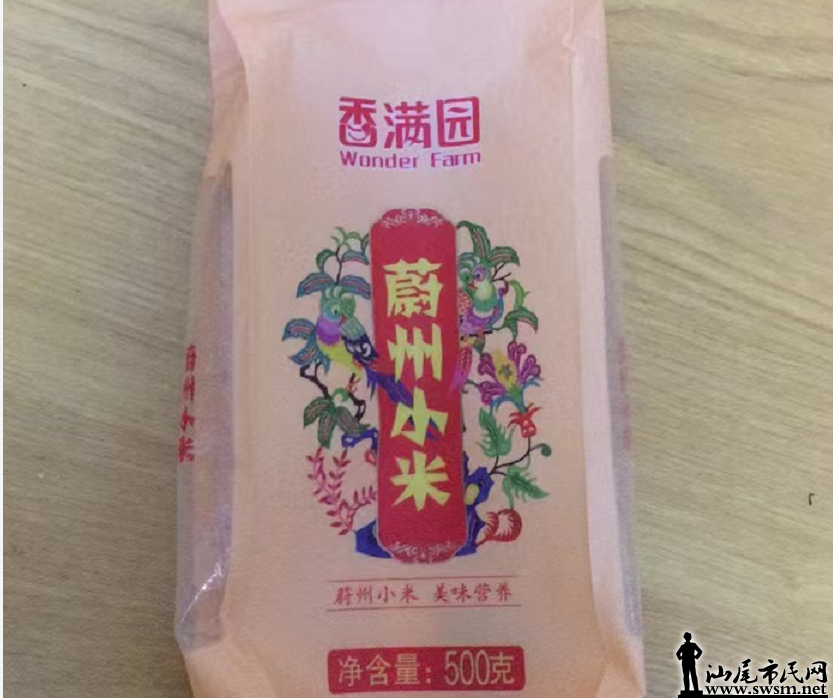 香满园
Wonder Farm
蔚州小米
蔚州小米
蔚州小米 美味营养
净含量：500克
汕尾市民网
www.swsm.net